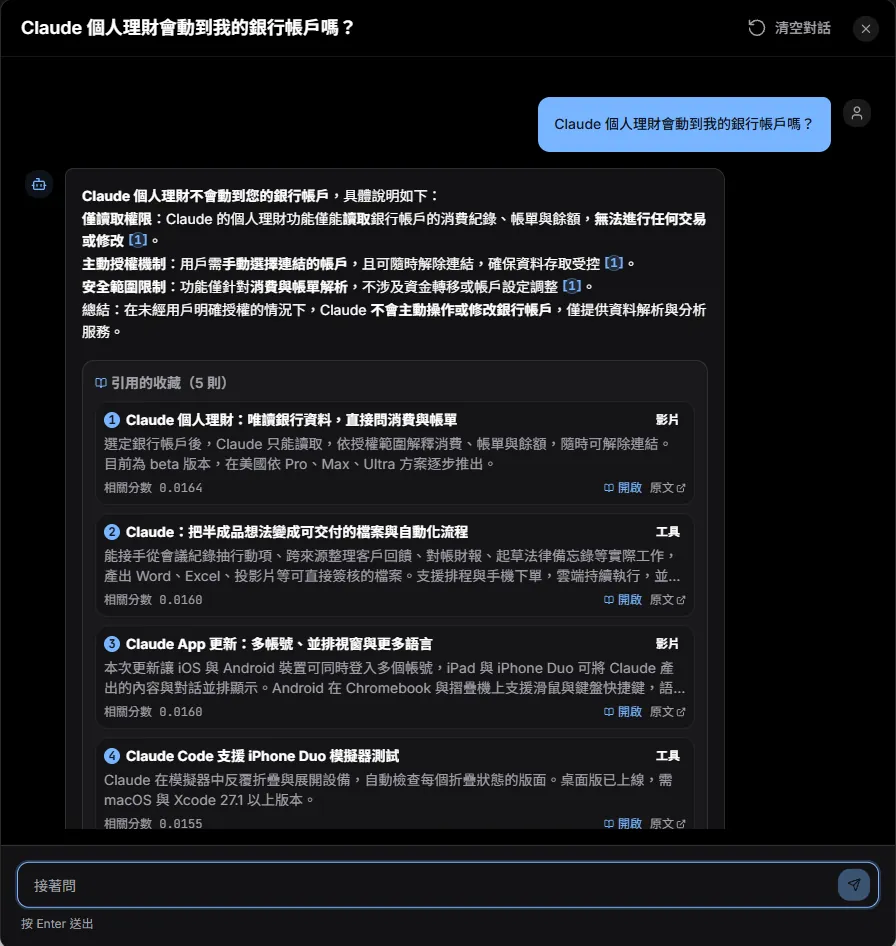 Claude 個人理財會動到我的銀行帳戶嗎？
清空對話
Claude 個人理財會動到我的銀行帳戶嗎？
Claude 個人理財不會動到您的銀行帳戶，具體說明如下：
僅讀取權限：Claude 的個人理財功能僅能讀取銀行帳戶的消費紀錄、帳單與餘額，無法進行任何交易
或修改 [1]。
主動授權機制：用戶需手動選擇連結的帳戶，且可隨時解除連結，確保資料存取受控 [1]。
安全範圍限制：功能僅針對消費與帳單解析，不涉及資金轉移或帳戶設定調整 [1]。
總結：在未經用戶明確授權的情況下，Claude 不會主動操作或修改銀行帳戶，僅提供資料解析與分析
服務。
引用的收藏（5 則）
1 Claude 個人理財：唯讀銀行資料，直接問消費與帳單 影片
選定銀行帳戶後，Claude 只能讀取，依授權範圍解釋消費、帳單與餘額，隨時可解除連結。
目前為 beta 版本，在美國依 Pro、Max、Ultra 方案逐步推出。
相關分數 0.0164 開啟 原文
2 Claude：把半成品想法變成可交付的檔案與自動化流程 工具
能接手從會議紀錄抽行動項、跨來源整理客戶回饋、對帳財報、起草法律備忘錄等實際工作，
產出 Word、Excel、投影片等可直接簽核的檔案。支援排程與手機下單，雲端持續執行，並...
相關分數 0.0160 開啟 原文
3 Claude App 更新：多帳號、並排視窗與更多語言 影片
本次更新讓 iOS 與 Android 裝置可同時登入多個帳號，iPad 與 iPhone Duo 可將 Claude 產
出的內容與對話並排顯示。Android 在 Chromebook 與摺疊機上支援滑鼠與鍵盤快捷鍵，語...
相關分數 0.0160 開啟 原文
4 Claude Code 支援 iPhone Duo 模擬器測試 工具
Claude 在模擬器中反覆折疊與展開設備，自動檢查每個折疊狀態的版面。桌面版已上線，需
macOS 與 Xcode 27.1 以上版本。
相關分數 0.0155 開啟 原文
接著問
按 Enter 送出